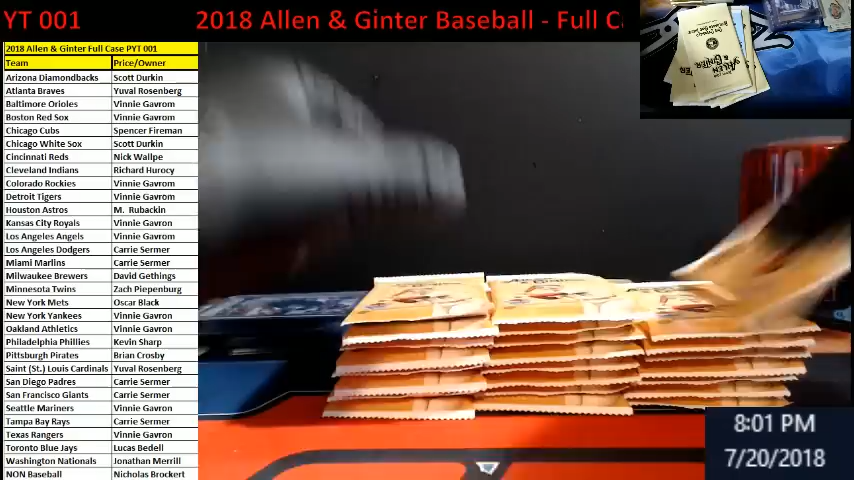 YT 001
2018 Allen & Ginter Baseball - Full C
2018 Allen & Ginter Full Case PYT 001
Team Price/Owner
Arizona Diamondbacks Scott Durkin
Atlanta Braves Yuval Rosenberg
Baltimore Orioles Vinnie Gavrom
Boston Red Sox Vinnie Gavrom
Chicago Cubs Spencer Fireman
Chicago White Sox Scott Durkin
Cincinnati Reds Nick Wallpe
Cleveland Indians Richard Hurocy
Colorado Rockies Vinnie Gavrom
Detroit Tigers Vinnie Gavrom
Houston Astros M. Rubackin
Kansas City Royals Vinnie Gavron
Los Angeles Angels Vinnie Gavrom
Los Angeles Dodgers Carrie Sermer
Miami Marlins Carrie Sermer
Milwaukee Brewers David Gethings
Minnesota Twins Zach Piepenburg
New York Mets Oscar Black
New York Yankees Vinnie Gavron
Oakland Athletics Vinnie Gavron
Philadelphia Phillies Kevin Sharp
Pittsburgh Pirates Brian Crosby
Saint (St.) Louis Cardinals Yuval Rosenberg
San Diego Padres Carrie Sermer
San Francisco Giants Carrie Sermer
Seattle Mariners Vinnie Gavron
Tampa Bay Rays Carrie Sermer
Texas Rangers Vinnie Gavron
Toronto Blue Jays Lucas Bedell
Washington Nationals Jonathan Merrill
NON Baseball Nicholas Brockert
ALLEN
& GINTER
8:01 PM
7/20/2018